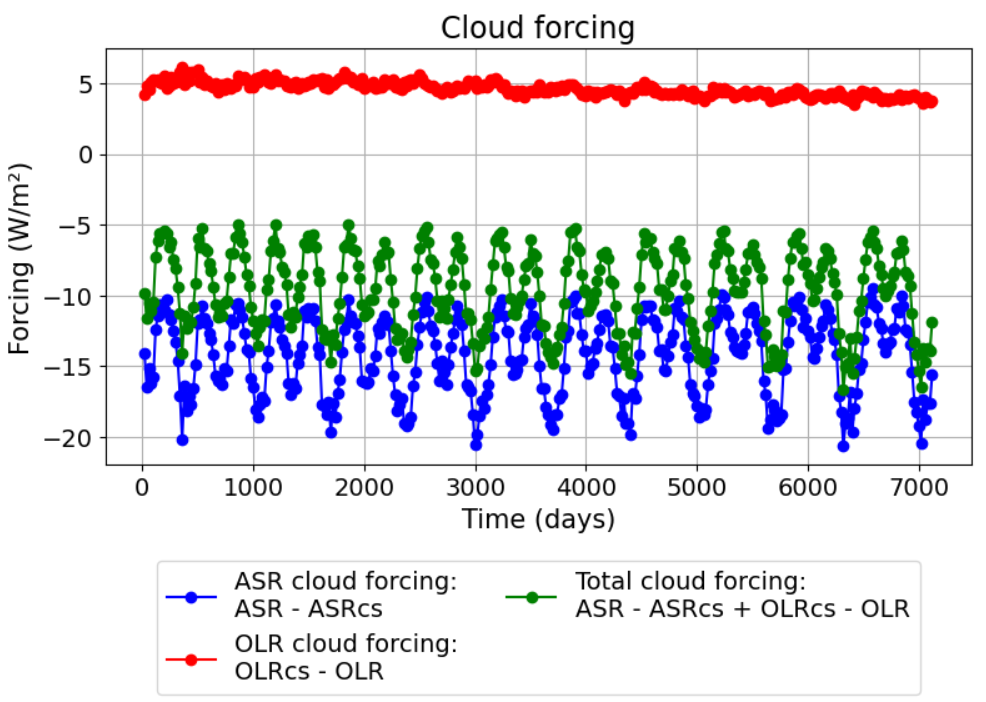 Cloud forcing
Forcing (W/m²)
5
0
−5
−10
−15
−20
0 1000 2000 3000 4000 5000 6000 7000
Time (days)
ASR cloud forcing:
ASR - ASRcs
OLR cloud forcing:
OLRcs - OLR
Total cloud forcing:
ASR - ASRcs + OLRcs - OLR